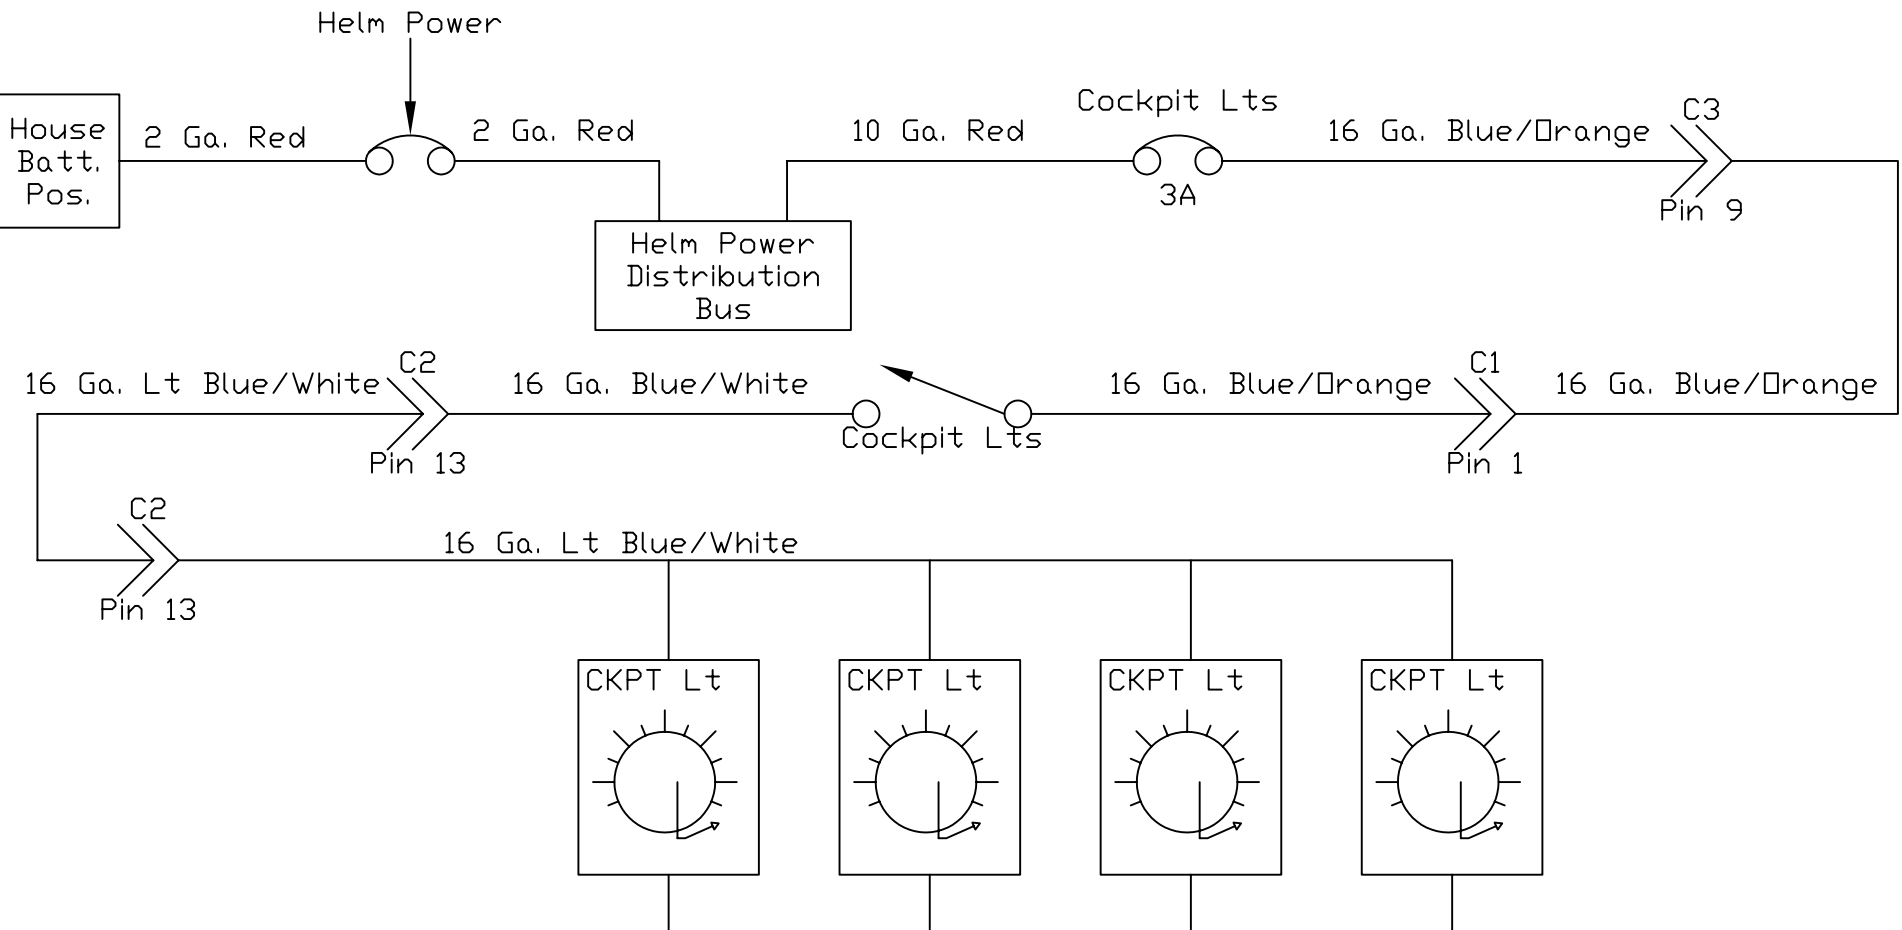 Helm Power
House
Batt.
Pos.
2 Ga. Red
2 Ga. Red
Helm Power
Distribution
Bus
10 Ga. Red
Cockpit Lts
3A
16 Ga. Blue/Orange
C3
Pin 9
16 Ga. Lt Blue/White
C2
Pin 13
16 Ga. Blue/White
Cockpit Lts
16 Ga. Blue/Orange
C1
Pin 1
16 Ga. Blue/Orange
C2
Pin 13
16 Ga. Lt Blue/White
CKPT Lt
CKPT Lt
CKPT Lt
CKPT Lt